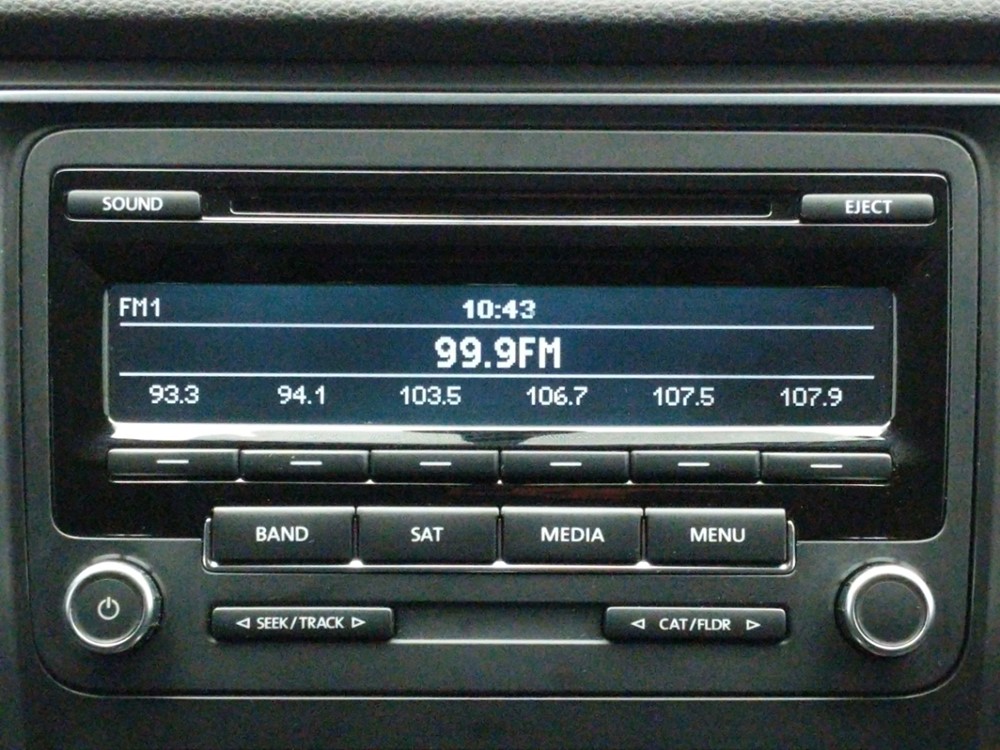 SOUND EJECT
FM1 10:43
99.9FM
93.3 94.1 103.5 106.7 107.5 107.9
BAND SAT MEDIA MENU
◁ SEEK/TRACK ▷ ◁ CAT/FLDR ▷